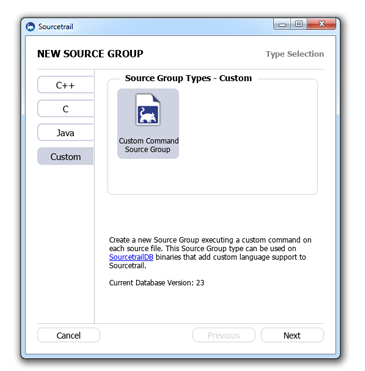 Sourcetrail
NEW SOURCE GROUP
Type Selection
C++
C
Java
Custom
Source Group Types - Custom
Custom Command
Source Group
Create a new Source Group executing a custom command on
each source file. This Source Group type can be used on
SourcetrailDB binaries that add custom language support to
Sourcetrail.
Current Database Version: 23
Cancel
Previous
Next